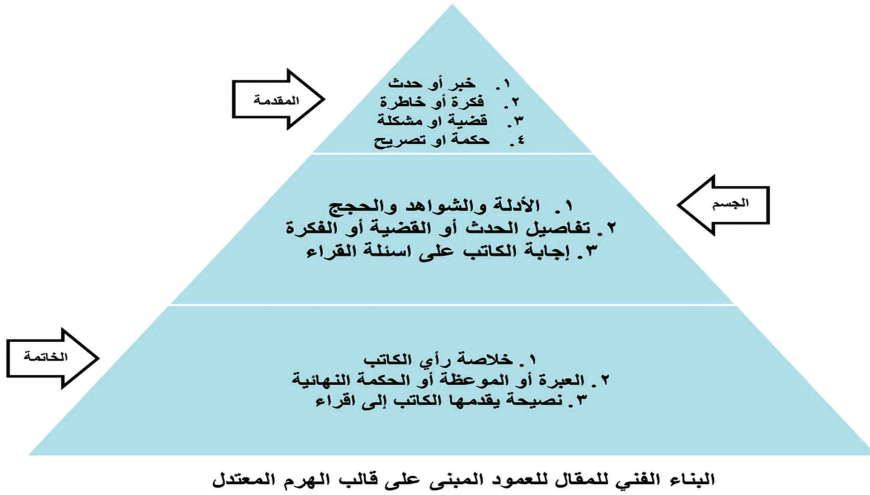 ١. خبر أو حدث
٢. فكرة أو خاطرة
٣. قضية او مشكلة
٤. حكمة او تصريح
المقدمة
١. الأدلة والشواهد والحجج
٢. تفاصيل الحدث أو القضية أو الفكرة
٣. إجابة الكاتب على اسئلة القراء
الجسم
١. خلاصة رأي الكاتب
٢. العبرة أو الموعظة أو الحكمة النهائية
٣. نصيحة يقدمها الكاتب إلى اقراء
الخاتمة
البناء الفني للمقال للعمود المبنى على قالب الهرم المعتدل